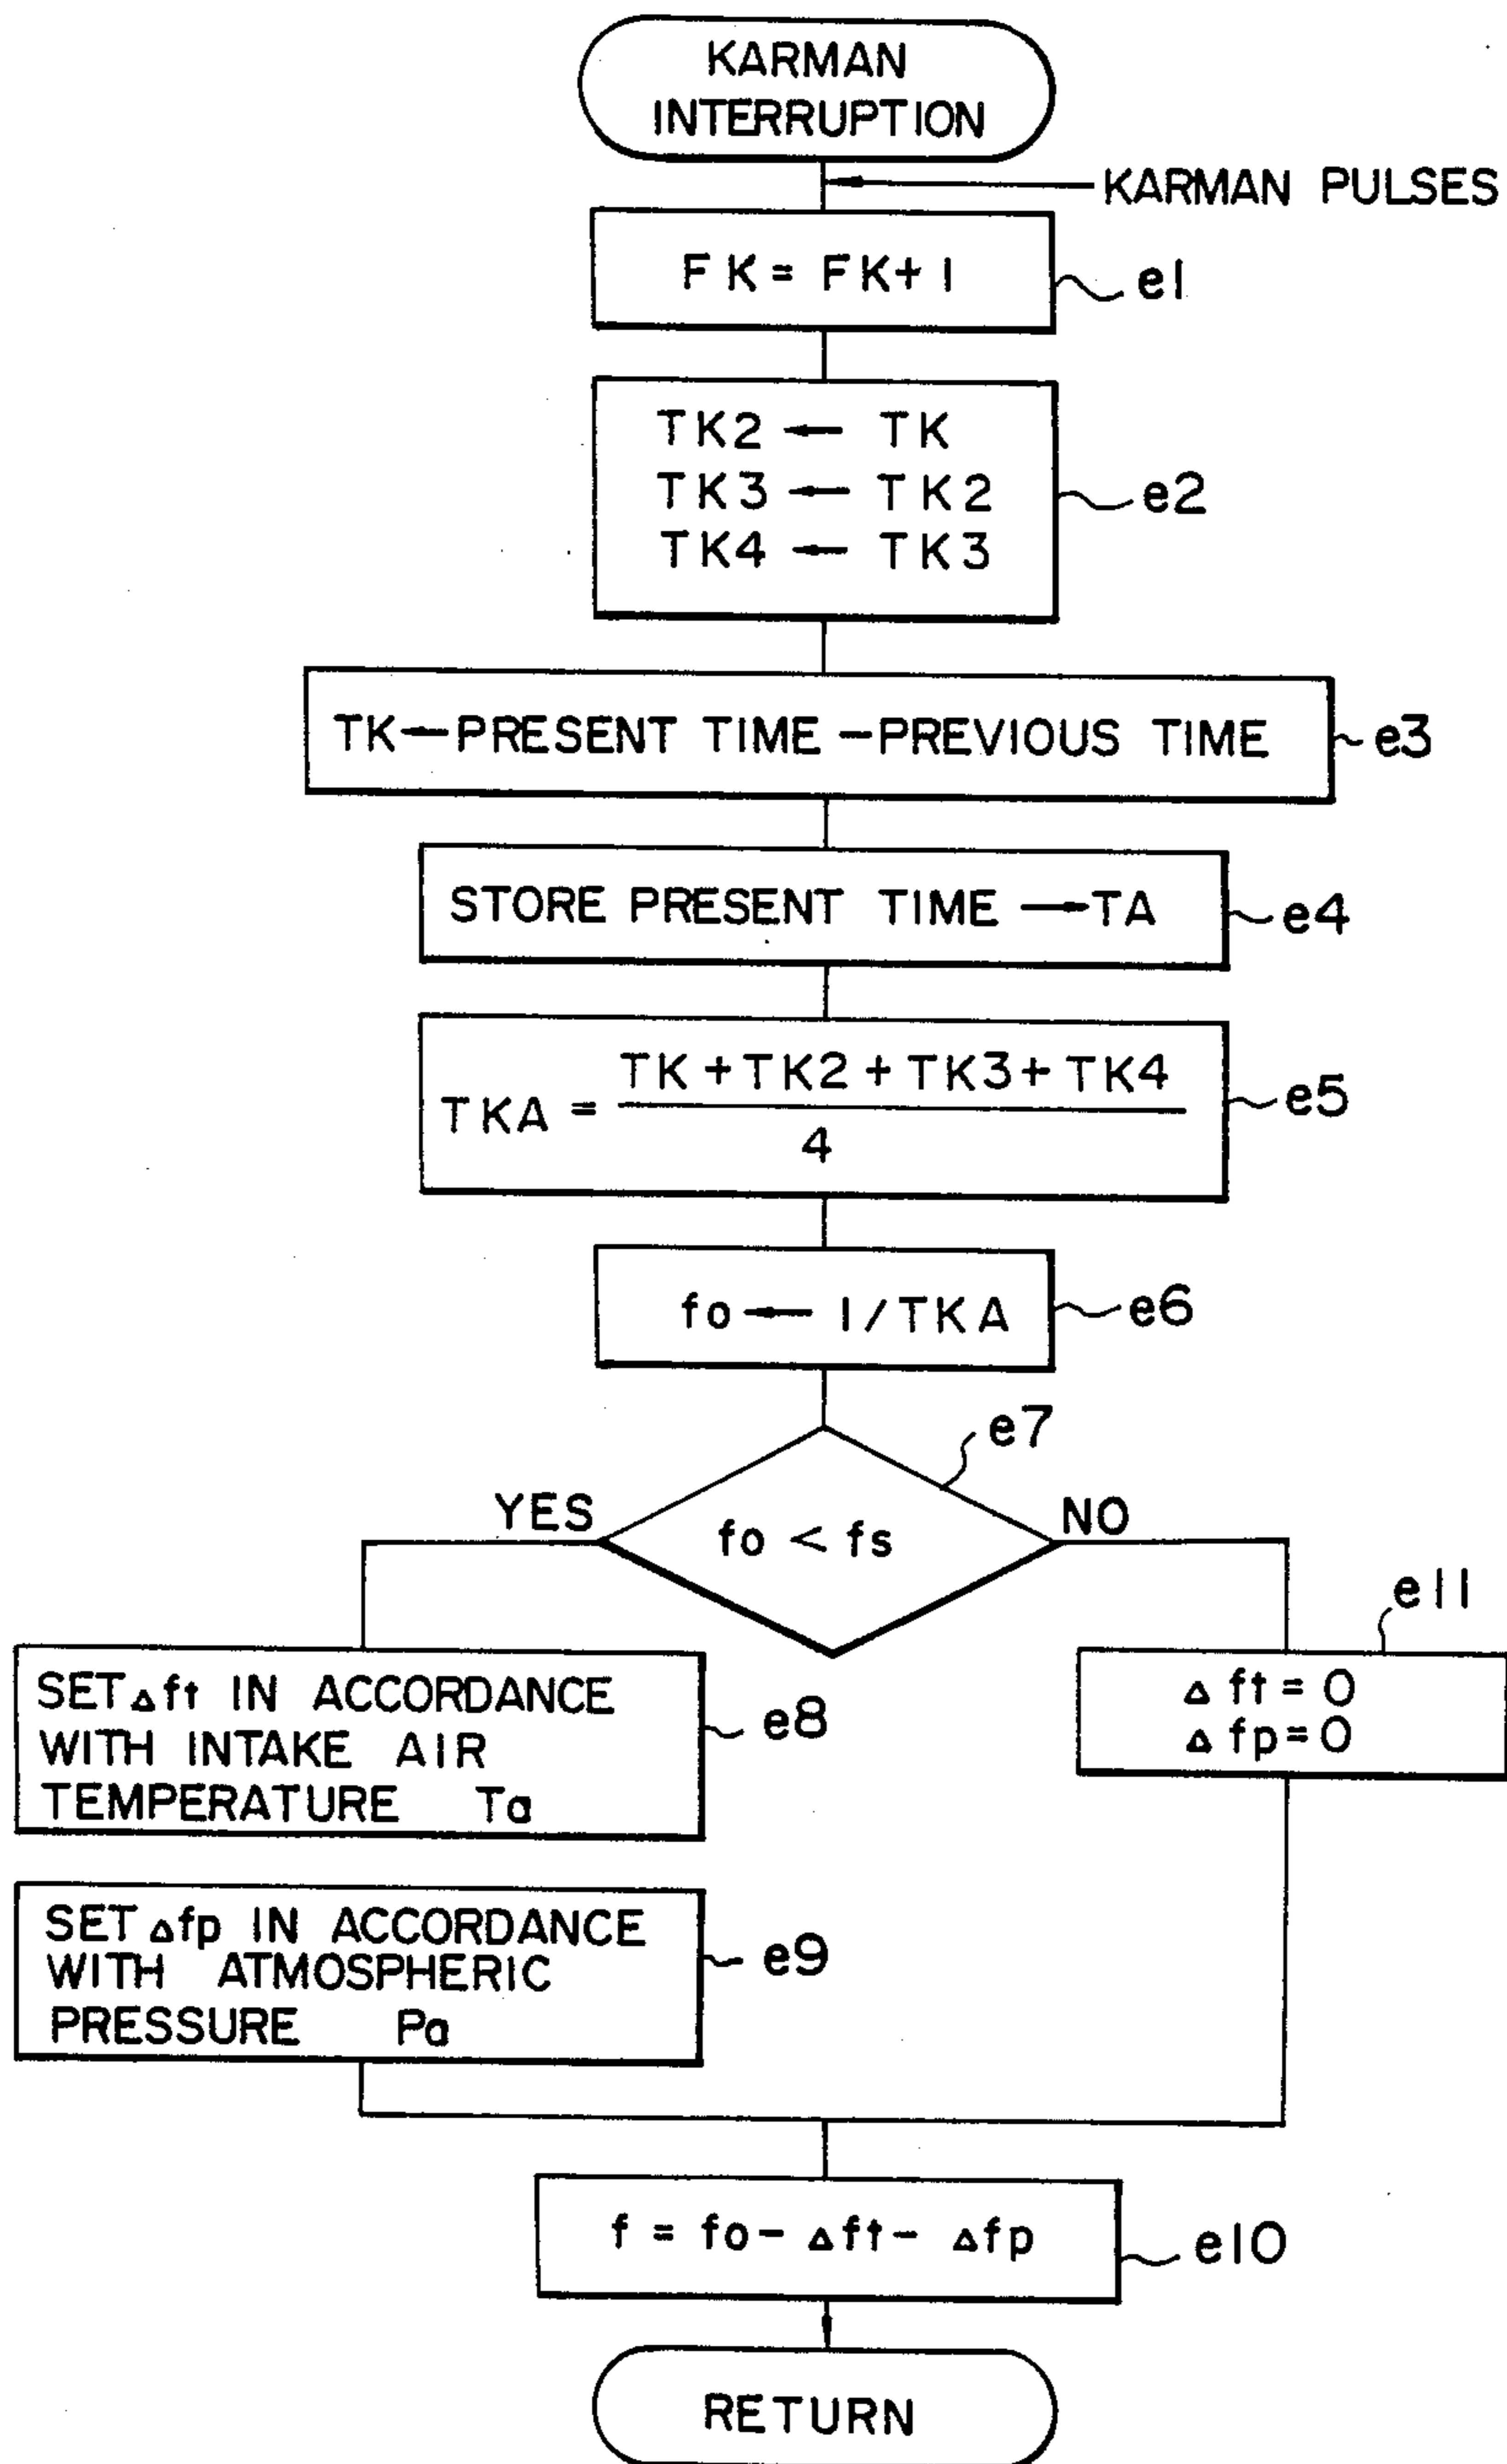 KARMAN
INTERRUPTION
KARMAN PULSES
FK = FK+1
e1
TK2 ← TK
TK3 ← TK2
TK4 ← TK3
e2
TK←PRESENT TIME −PREVIOUS TIME
e3
STORE PRESENT TIME →TA
e4
TKA = TK+TK2+TK3+TK4
4
e5
fo ← 1/TKA
e6
e7
YES
fo < fs
NO
e11
SET Δft IN ACCORDANCE
WITH INTAKE AIR
TEMPERATURE Ta
e8
Δft = 0
Δfp = 0
SET Δfp IN ACCORDANCE
WITH ATMOSPHERIC
PRESSURE Pa
e9
f = fo − Δft − Δfp
e10
RETURN